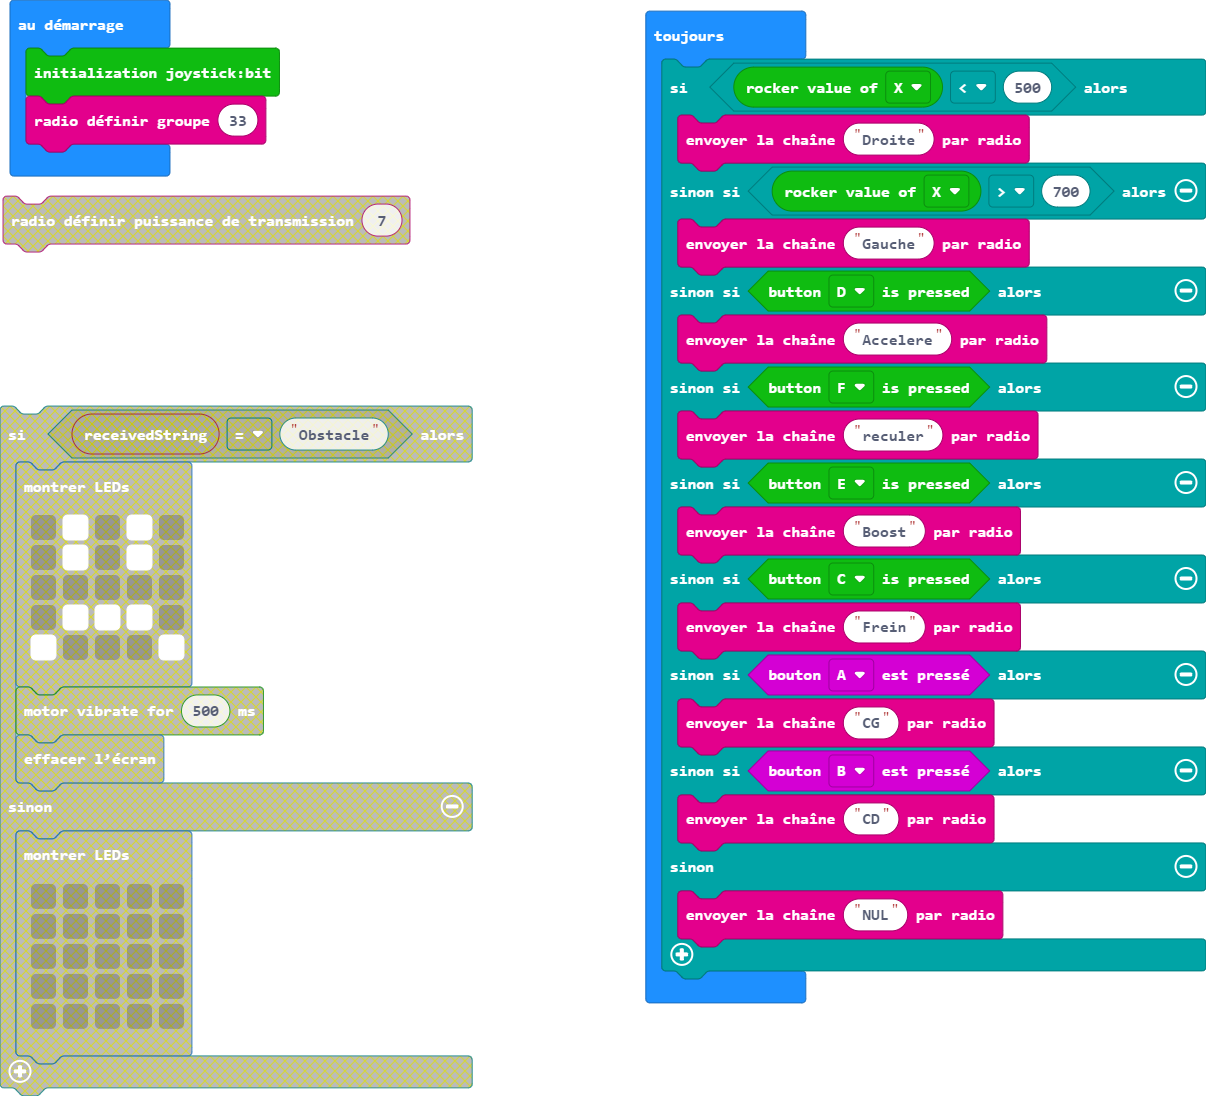 au démarrage
initialization joystick:bit
radio définir groupe 33
radio définir puissance de transmission 7
si receivedString = "Obstacle" alors
montrer LEDs
motor vibrate for 500 ms
effacer l’écran
sinon
montrer LEDs
toujours
si rocker value of X < 500 alors
envoyer la chaîne "Droite" par radio
sinon si rocker value of X > 700 alors
envoyer la chaîne "Gauche" par radio
sinon si button D is pressed alors
envoyer la chaîne "Accelere" par radio
sinon si button F is pressed alors
envoyer la chaîne "reculer" par radio
sinon si button E is pressed alors
envoyer la chaîne "Boost" par radio
sinon si button C is pressed alors
envoyer la chaîne "Frein" par radio
sinon si bouton A est pressé alors
envoyer la chaîne "CG" par radio
sinon si bouton B est pressé alors
envoyer la chaîne "CD" par radio
sinon
envoyer la chaîne "NUL" par radio